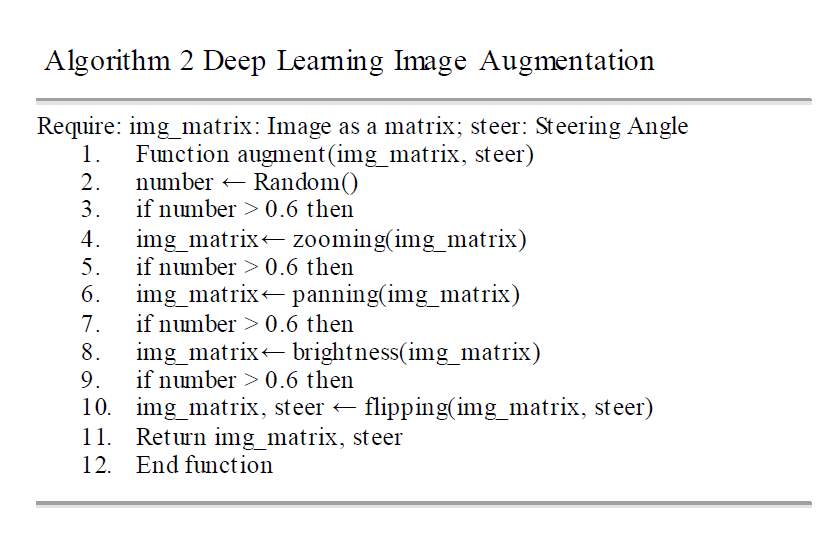 Algorithm 2 Deep Learning Image Augmentation
Require: img_matrix: Image as a matrix; steer: Steering Angle
1. Function augment(img_matrix, steer)
2. number ← Random()
3. if number > 0.6 then
4. img_matrix← zooming(img_matrix)
5. if number > 0.6 then
6. img_matrix← panning(img_matrix)
7. if number > 0.6 then
8. img_matrix← brightness(img_matrix)
9. if number > 0.6 then
10. img_matrix, steer ← flipping(img_matrix, steer)
11. Return img_matrix, steer
12. End function